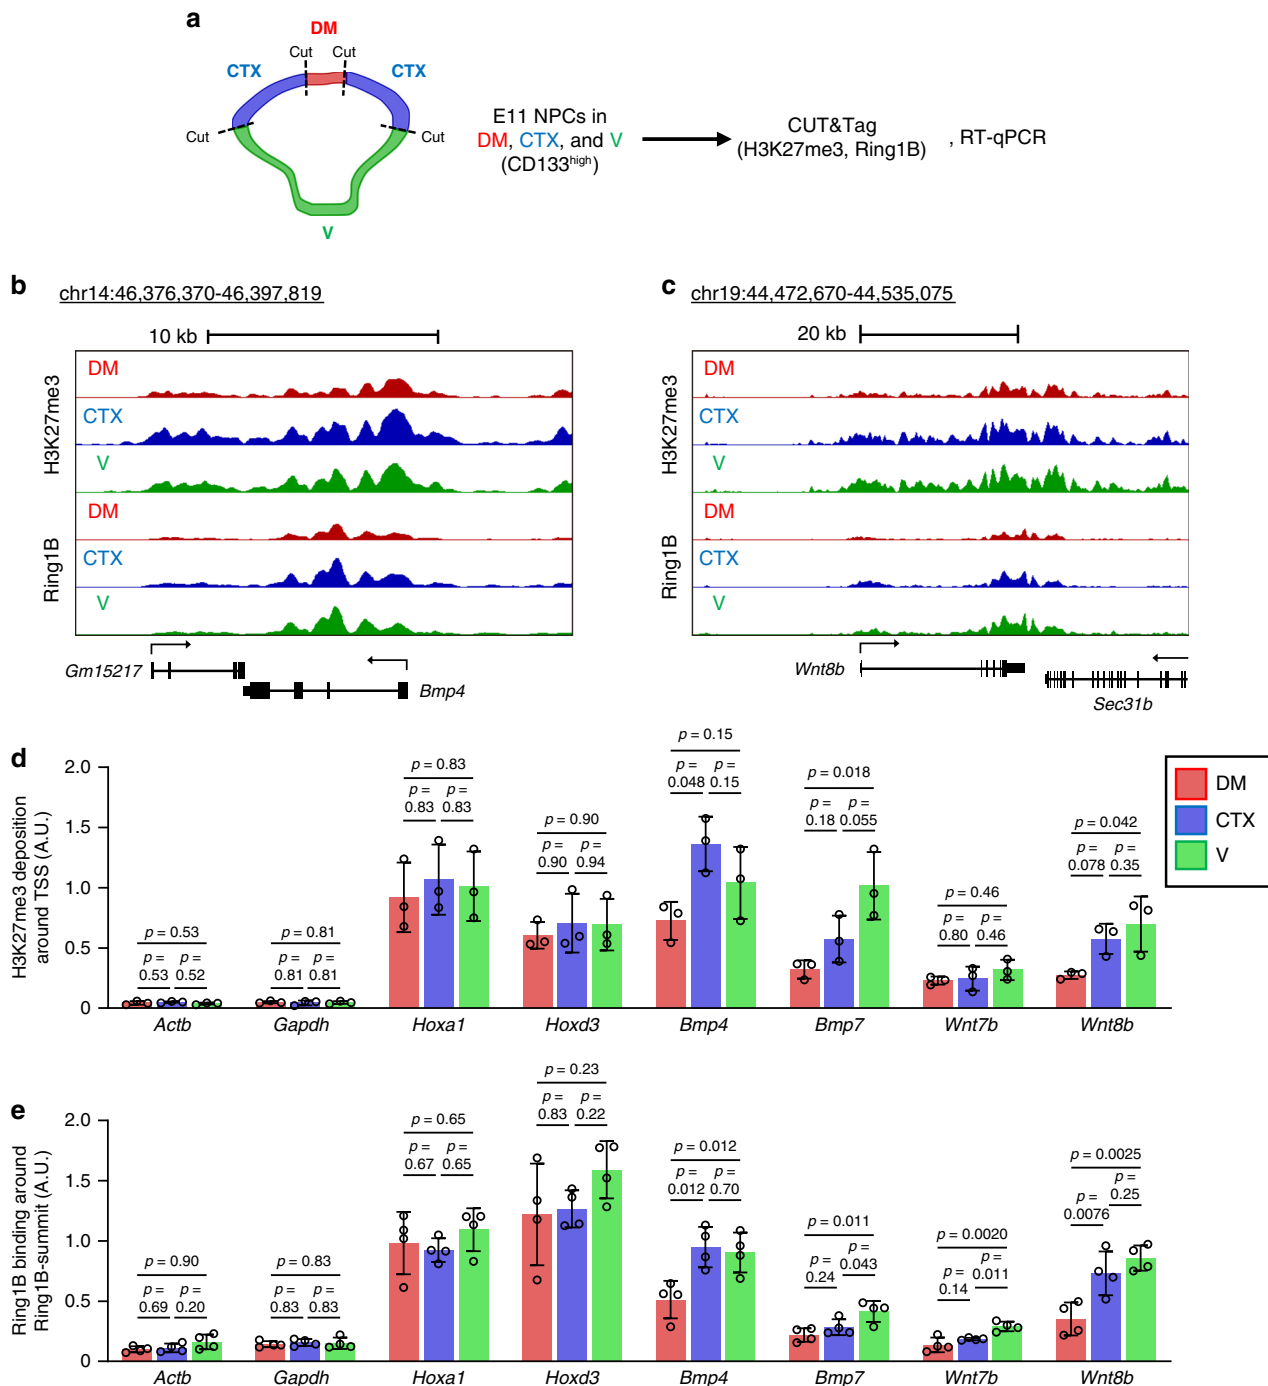 a
DM
Cut Cut
CTX CTX
Cut Cut
V
E11 NPCs in
DM, CTX, and V
(CD133high)
CUT&Tag
(H3K27me3, Ring1B)
, RT-qPCR
b
chr14:46,376,370-46,397,819
10 kb
H3K27me3
DM
CTX
V
Ring1B
DM
CTX
V
Gm15217
Bmp4
c
chr19:44,472,670-44,535,075
20 kb
H3K27me3
DM
CTX
V
Ring1B
DM
CTX
V
Wnt8b
Sec31b
d
H3K27me3 deposition
around TSS (A.U.)
2.0
1.5
1.0
0.5
0
p = 0.53
p = 0.53
p = 0.52
p = 0.81
p = 0.81
p = 0.81
p = 0.83
p = 0.83
p = 0.83
p = 0.90
p = 0.90
p = 0.94
p = 0.15
p = 0.048
p = 0.15
p = 0.018
p = 0.18
p = 0.055
p = 0.46
p = 0.80
p = 0.46
p = 0.042
p = 0.078
p = 0.35
Actb Gapdh Hoxa1 Hoxd3 Bmp4 Bmp7 Wnt7b Wnt8b
DM
CTX
V
e
Ring1B binding around
Ring1B-summit (A.U.)
2.0
1.5
1.0
0.5
0
p = 0.90
p = 0.69
p = 0.20
p = 0.83
p = 0.83
p = 0.83
p = 0.65
p = 0.67
p = 0.65
p = 0.23
p = 0.83
p = 0.22
p = 0.012
p = 0.012
p = 0.70
p = 0.011
p = 0.24
p = 0.043
p = 0.0020
p = 0.14
p = 0.011
p = 0.0025
p = 0.0076
p = 0.25
Actb Gapdh Hoxa1 Hoxd3 Bmp4 Bmp7 Wnt7b Wnt8b